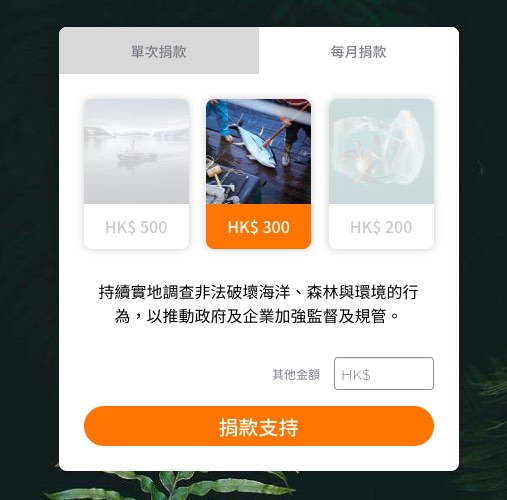 單次捐款
每月捐款
HK$ 500
HK$ 300
HK$ 200
持續實地調查非法破壞海洋、森林與環境的行
為，以推動政府及企業加強監督及規管。
其他金額
HK$
捐款支持